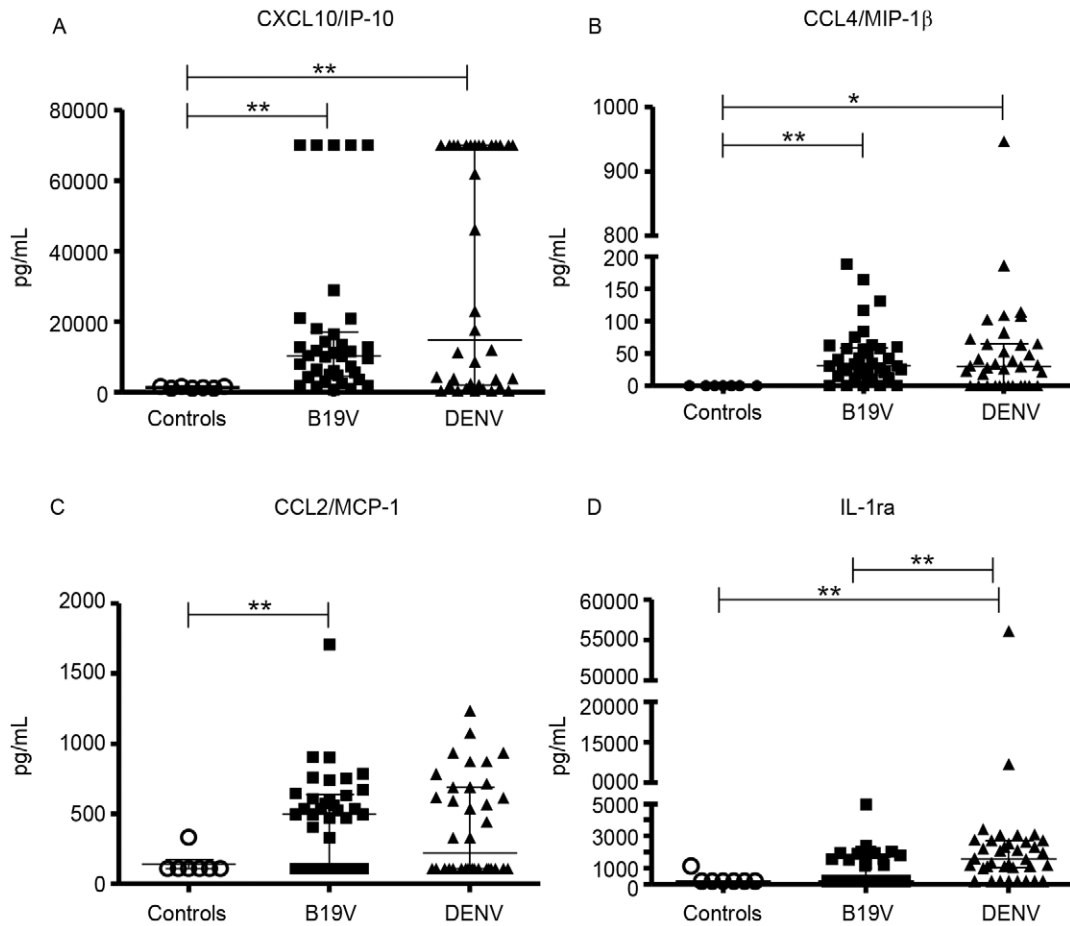 A
CXCL10/IP-10
**
**
80000
60000
40000
20000
0
pg/mL
Controls
B19V
DENV
B
CCL4/MIP-1β
*
**
1000
900
800
200
150
100
50
0
pg/mL
Controls
B19V
DENV
C
CCL2/MCP-1
**
2000
1500
1000
500
0
pg/mL
Controls
B19V
DENV
D
IL-1ra
**
**
60000
55000
50000
20000
15000
0000
5000
3000
2000
1000
0
pg/mL
Controls
B19V
DENV